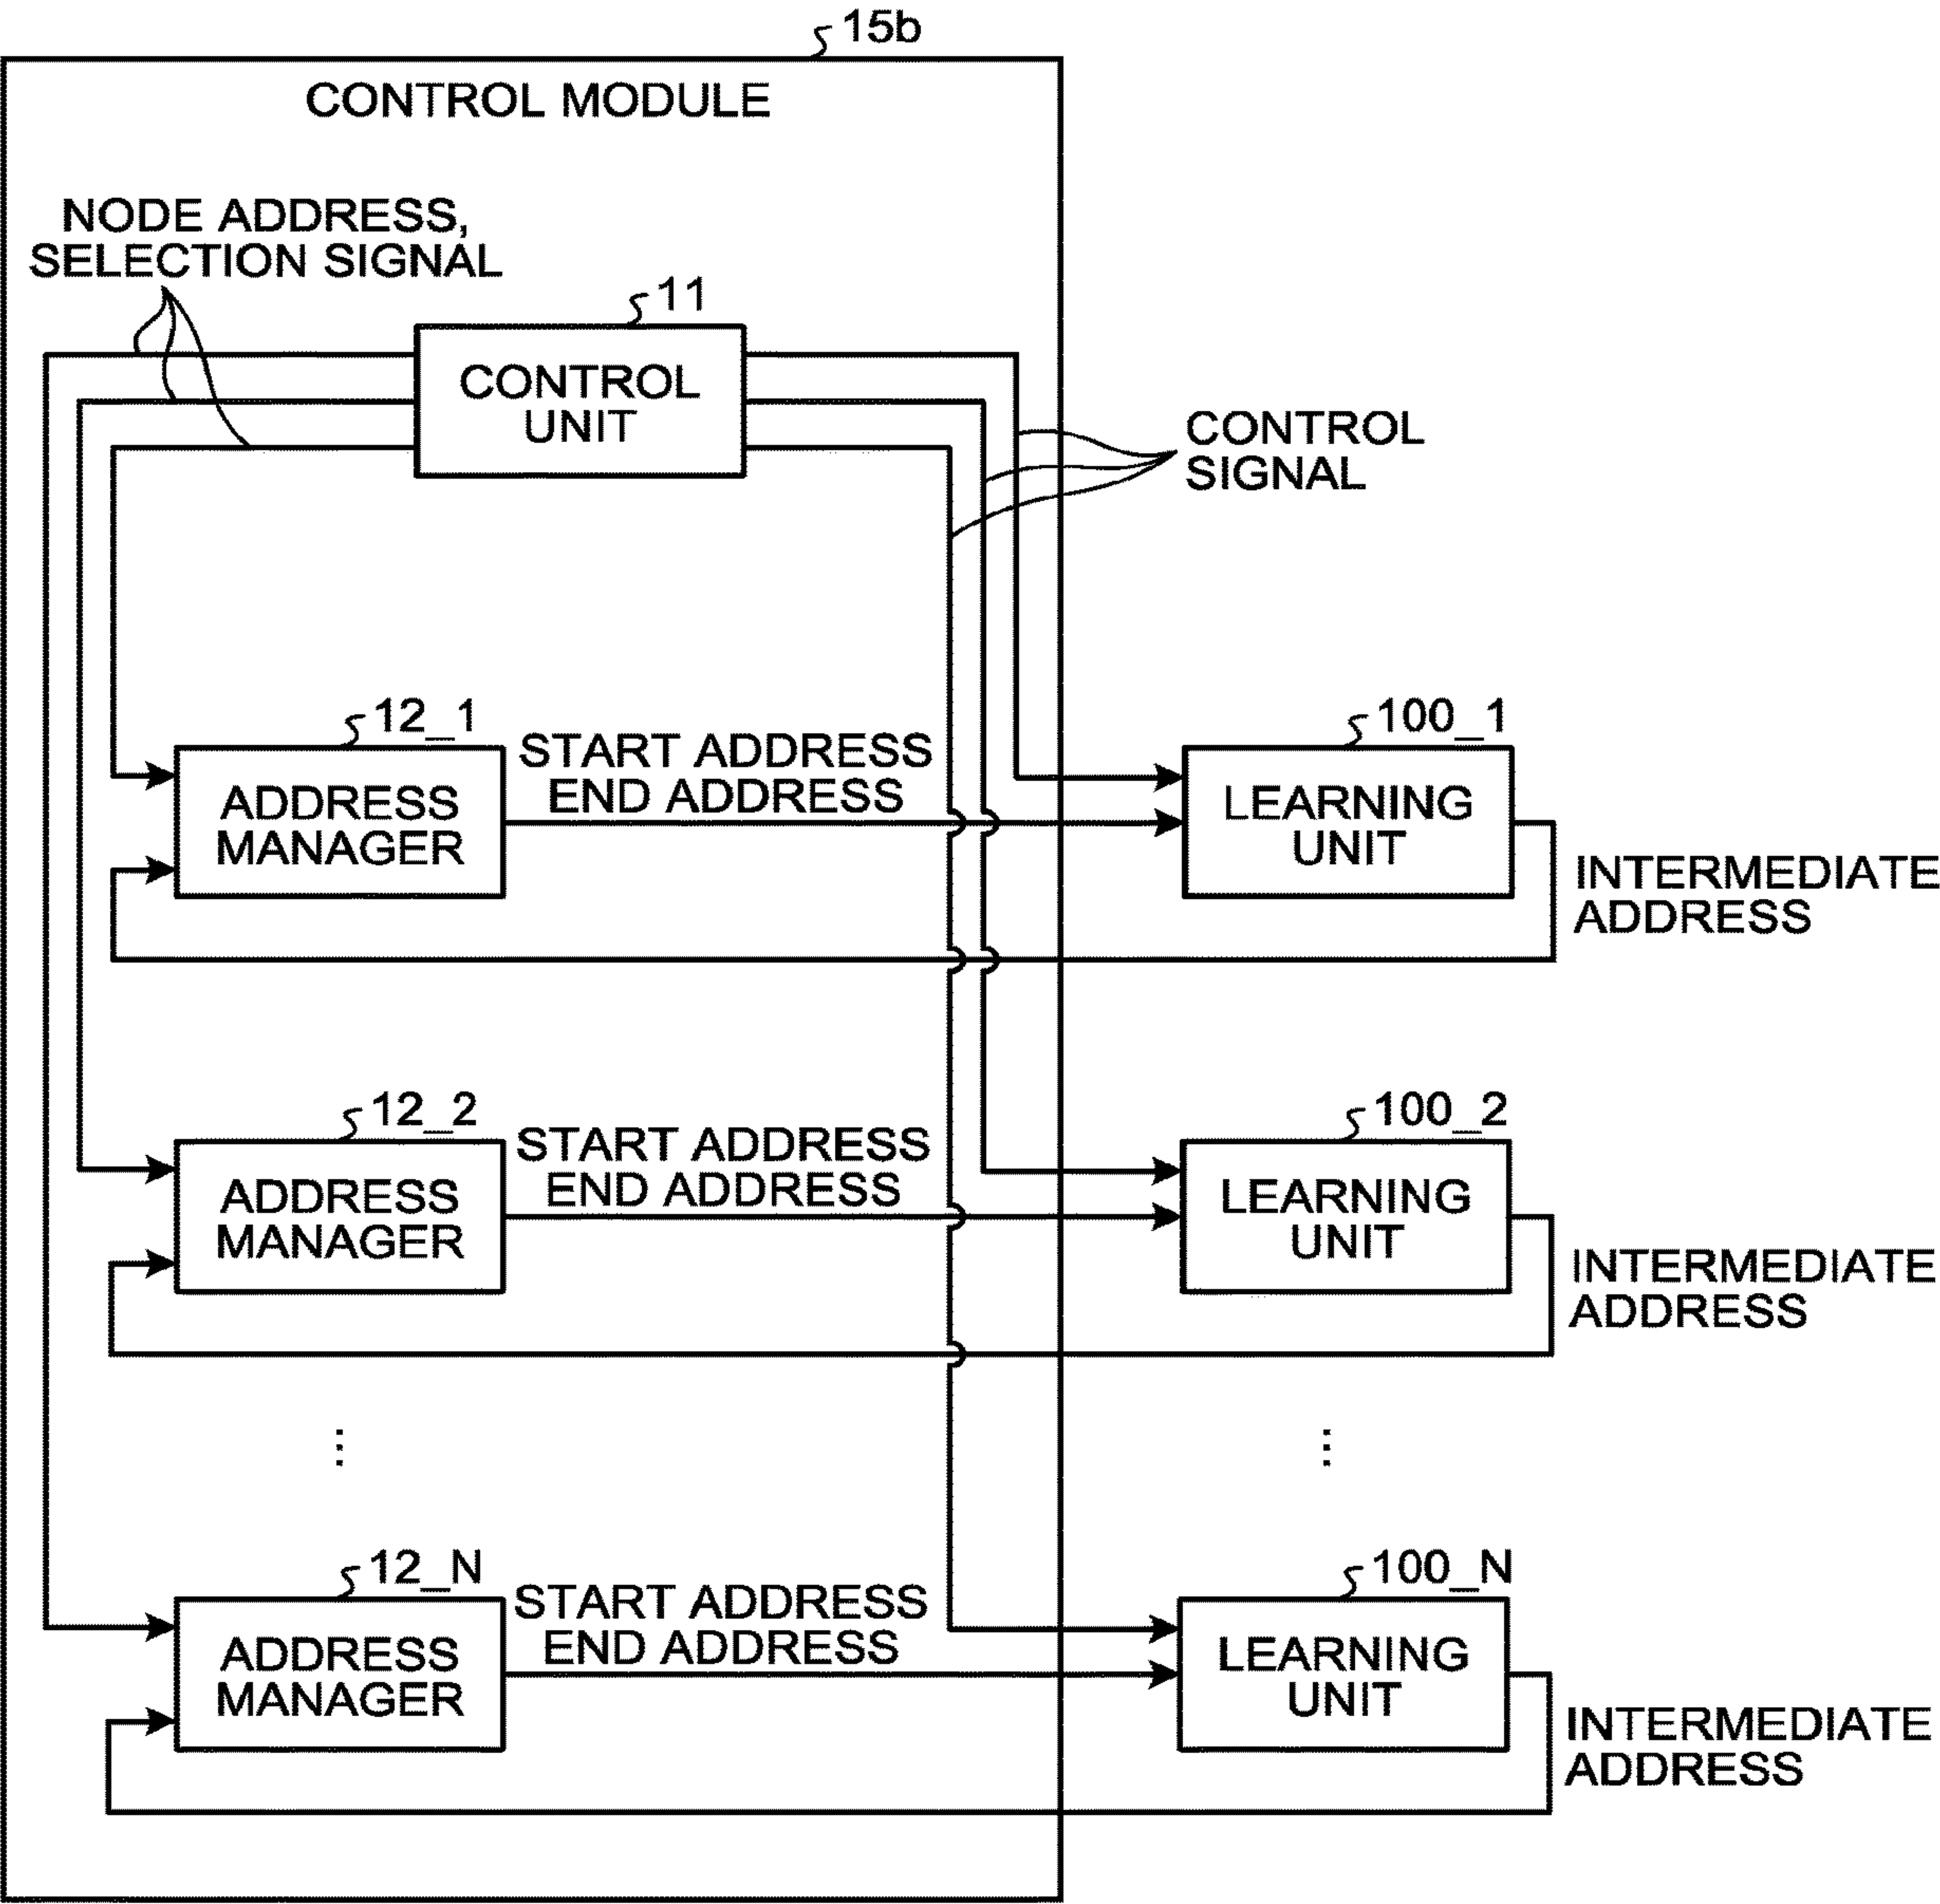 15b
CONTROL MODULE
NODE ADDRESS,
SELECTION SIGNAL
11
CONTROL
UNIT
CONTROL
SIGNAL
12_1
START ADDRESS
END ADDRESS
100_1
ADDRESS
MANAGER
LEARNING
UNIT
INTERMEDIATE
ADDRESS
12_2
START ADDRESS
END ADDRESS
100_2
ADDRESS
MANAGER
LEARNING
UNIT
INTERMEDIATE
ADDRESS
⋮
⋮
12_N
START ADDRESS
END ADDRESS
100_N
ADDRESS
MANAGER
LEARNING
UNIT
INTERMEDIATE
ADDRESS